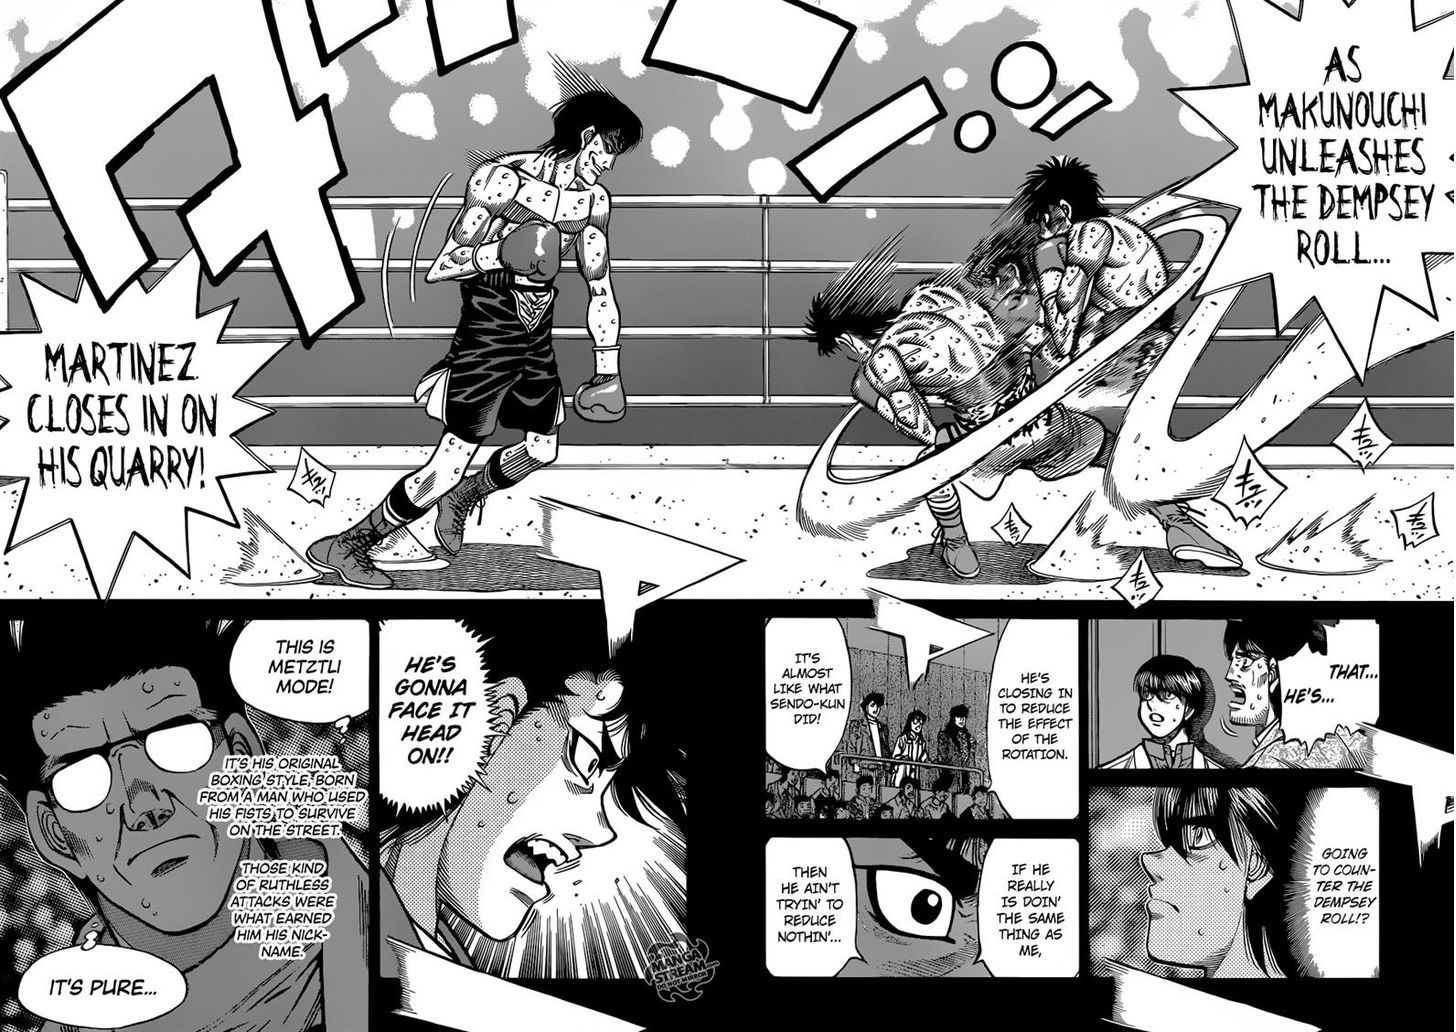 AS
MAKUNOUCHI
UNLEASHES
THE DEMPSEY
ROLL...
MARTINEZ
CLOSES IN ON
HIS QUARRY!
THAT...
HE'S...
GOING
TO COUN-
TER THE
DEMPSEY
ROLL!?
HE'S
CLOSING IN
TO REDUCE
THE EFFECT
OF THE
ROTATION.
IT'S
ALMOST
LIKE WHAT
SENDO-KUN
DID!
IF HE
REALLY
IS DOIN'
THE SAME
THING AS
ME,
THEN
HE AIN'T
TRYIN' TO
REDUCE
NOTHIN'...
HE'S
GONNA
FACE IT
HEAD
ON!!
THIS IS
METZTLI
MODE!
IT'S HIS ORIGINAL
BOXING STYLE, BORN
FROM A MAN WHO USED
HIS FISTS TO SURVIVE
ON THE STREET.
THOSE KIND
OF RUTHLESS
ATTACKS WERE
WHAT EARNED
HIM HIS NICK-
NAME.
IT'S PURE...
MANGA
STREAM